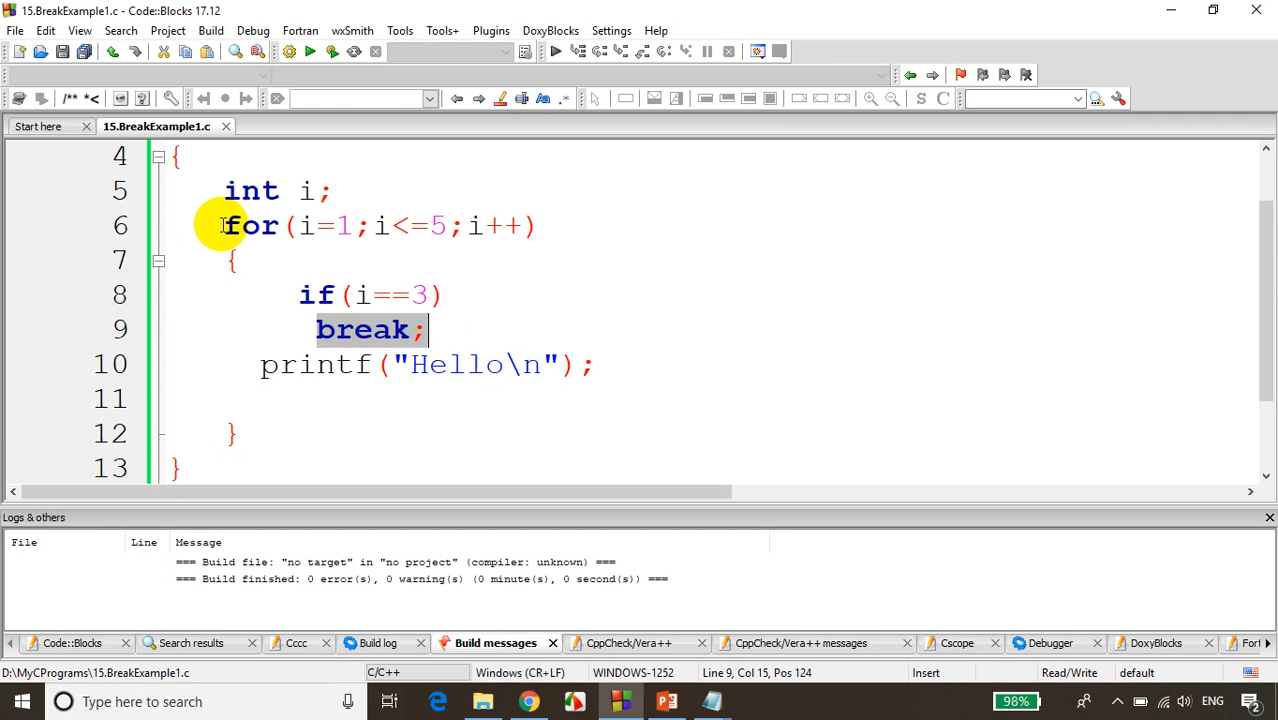 15.BreakExample1.c - Code::Blocks 17.12
File Edit View Search Project Build Debug Fortran wxSmith Tools Tools+ Plugins DoxyBlocks Settings Help
/** *<
S C
Start here 15.BreakExample1.c
4 {
5 int i;
6 for(i=1;i<=5;i++)
7 {
8 if(i==3)
9 break;
10 printf("Hello\n");
11
12 }
13 }
Logs & others
File Line Message
=== Build file: "no target" in "no project" (compiler: unknown) ===
=== Build finished: 0 error(s), 0 warning(s) (0 minute(s), 0 second(s)) ===
Code::Blocks Search results Cccc Build log Build messages CppCheck/Vera++ CppCheck/Vera++ messages Cscope Debugger DoxyBlocks Fort
D:\MyCPrograms\15.BreakExample1.c C/C++ Windows (CR+LF) WINDOWS-1252 Line 9, Col 15, Pos 124 Insert Read/Write default
Type here to search 98% ENG 2